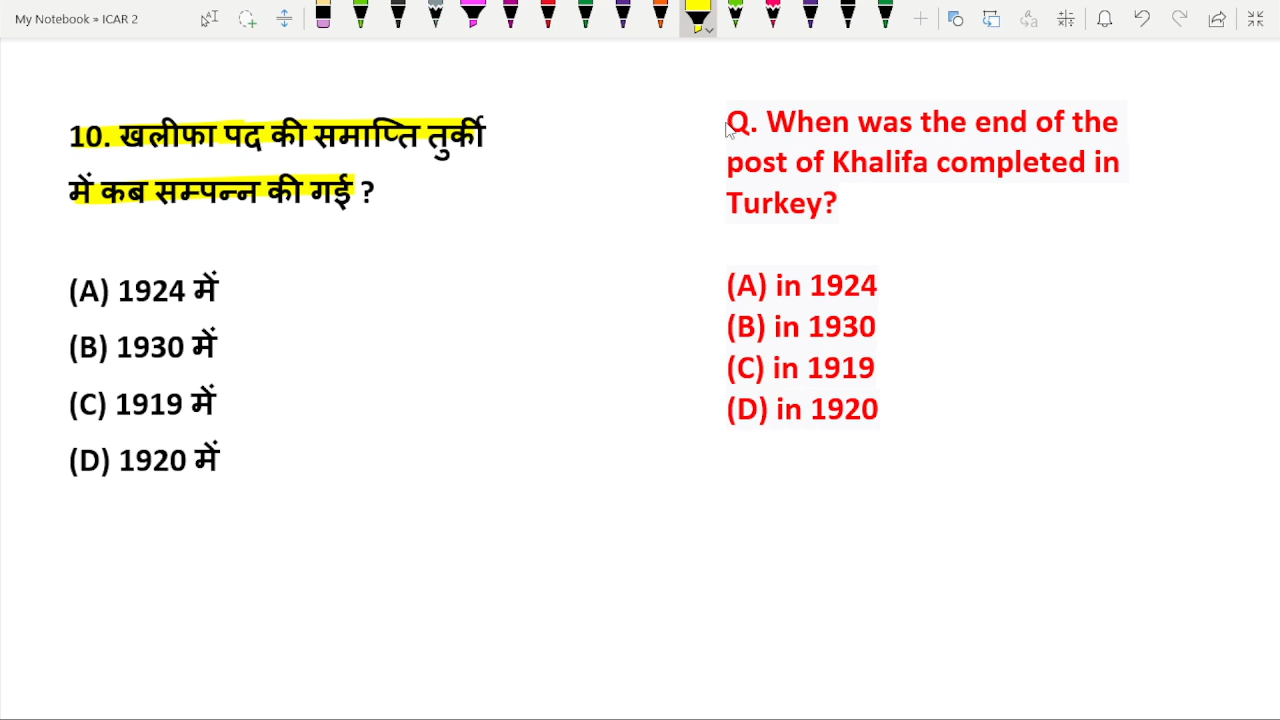 My Notebook » ICAR 2
10. खलीफा पद की समाप्ति तुर्की
में कब सम्पन्न की गई ?
(A) 1924 में
(B) 1930 में
(C) 1919 में
(D) 1920 में
Q. When was the end of the
post of Khalifa completed in
Turkey?
(A) in 1924
(B) in 1930
(C) in 1919
(D) in 1920